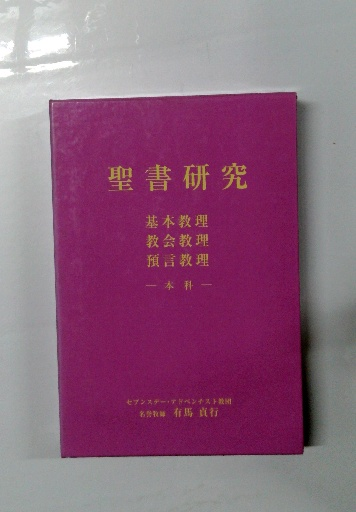 聖書研究
基本教理
教会教理
預言教理
― 本科 ―
セブンスデー・アドベンチスト教団
名誉牧師 有馬貞行